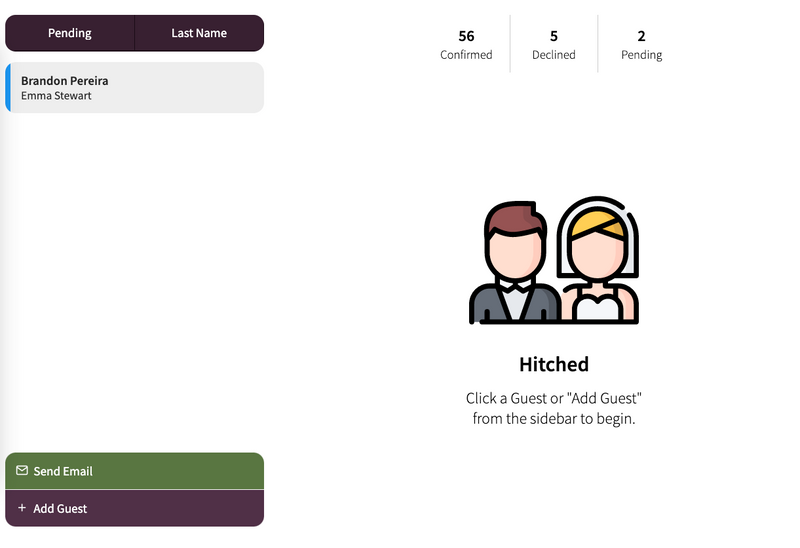 Pending
Last Name
Brandon Pereira
Emma Stewart
Send Email
+ Add Guest
56
Confirmed
5
Declined
2
Pending
Hitched
Click a Guest or "Add Guest"
from the sidebar to begin.